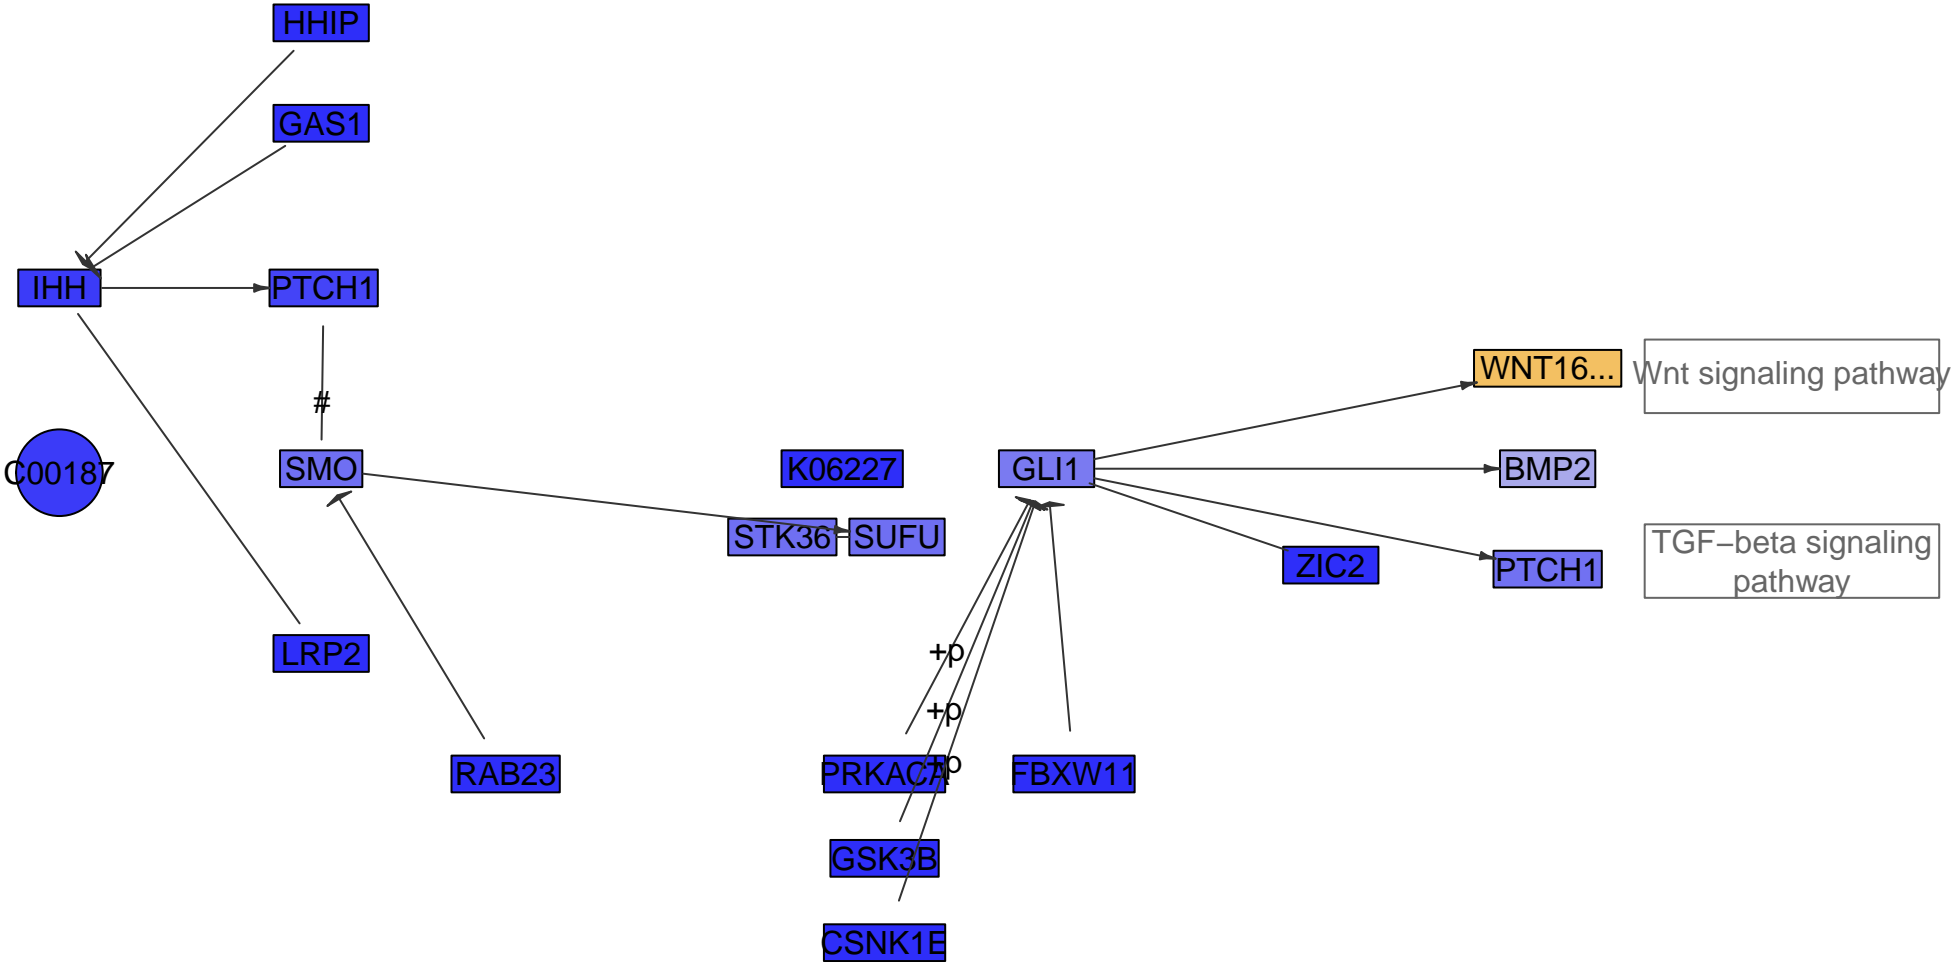 HHIP
GAS1
IHH
PTCH1
WNT16...
Wnt signaling pathway
#
C00187
SMO
K06227
GLI1
BMP2
STK36
SUFU
ZIC2
PTCH1
TGF−beta signaling
pathway
LRP2
+p
+p
+p
RAB23
PRKACA
FBXW11
GSK3B
CSNK1E